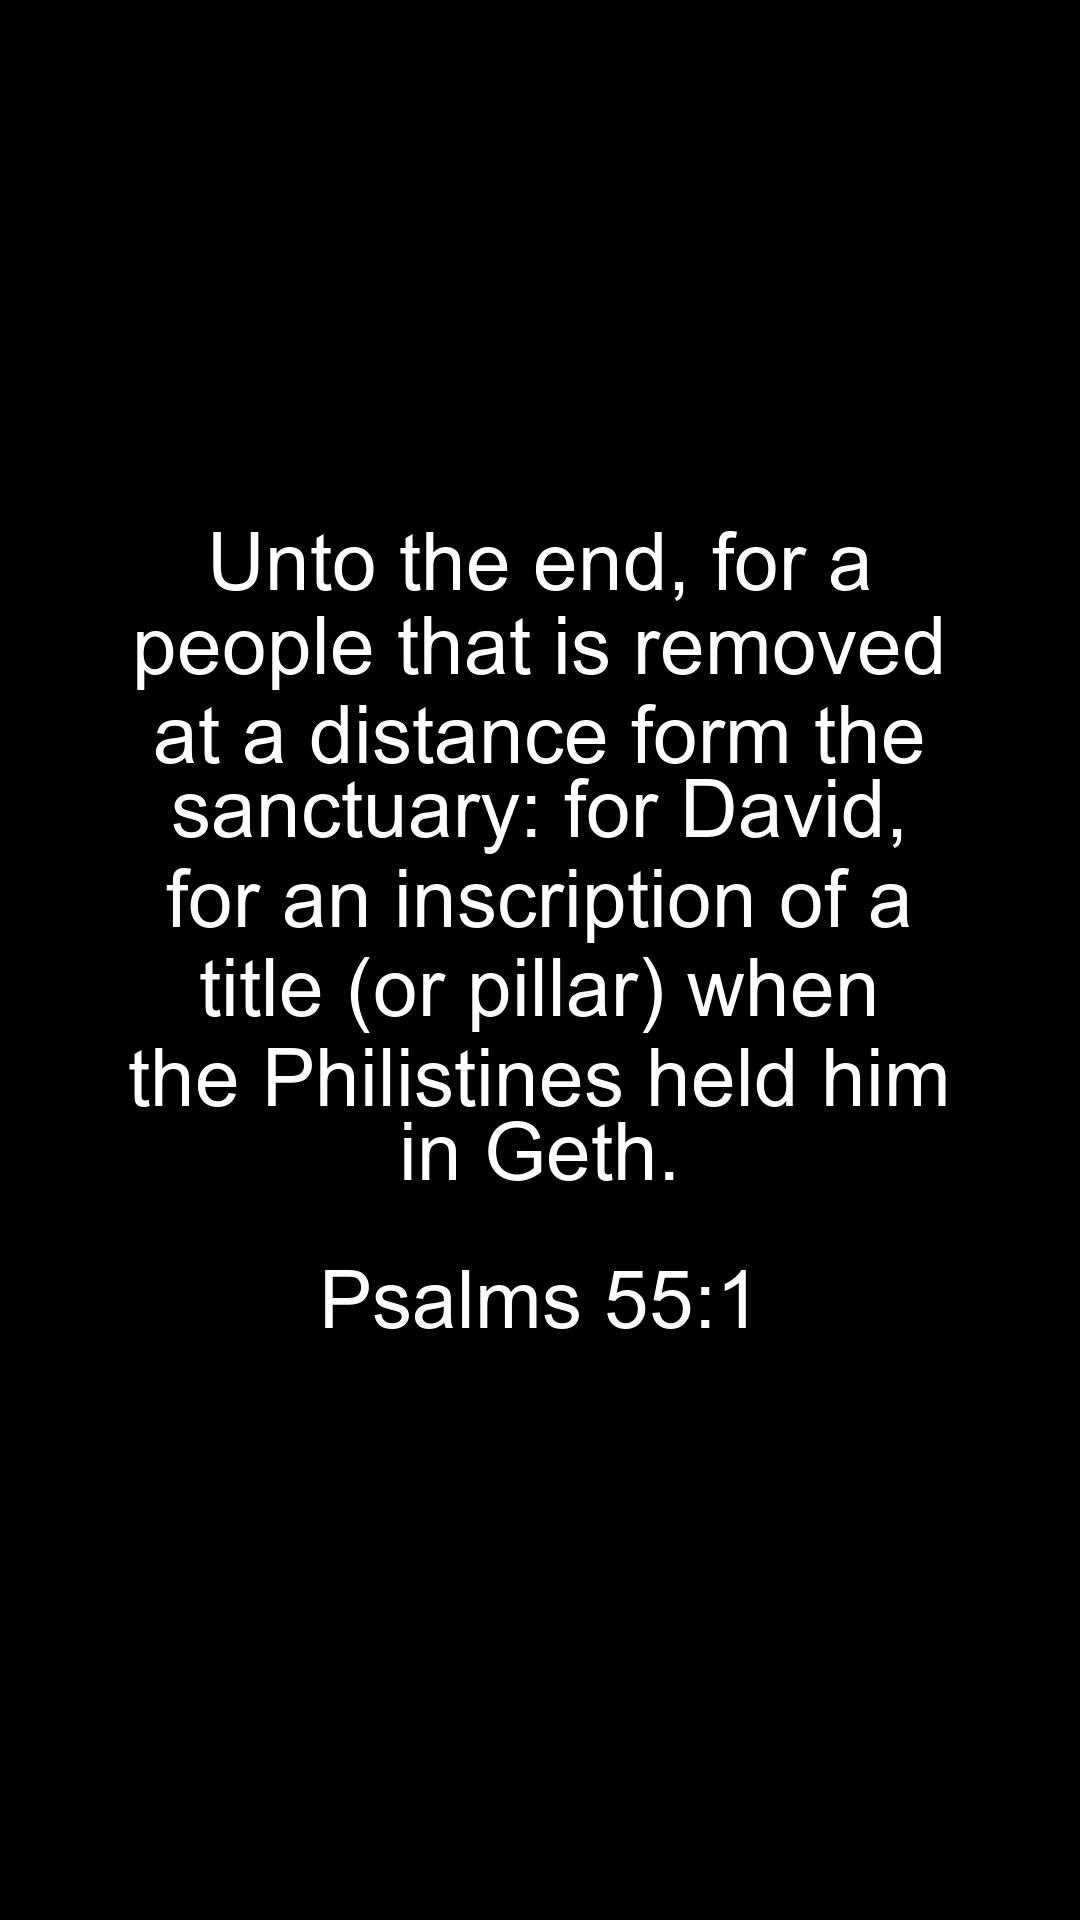 Unto the end, for a
people that is removed
at a distance form the
sanctuary: for David,
for an inscription of a
title (or pillar) when
the Philistines held him
in Geth.
Psalms 55:1